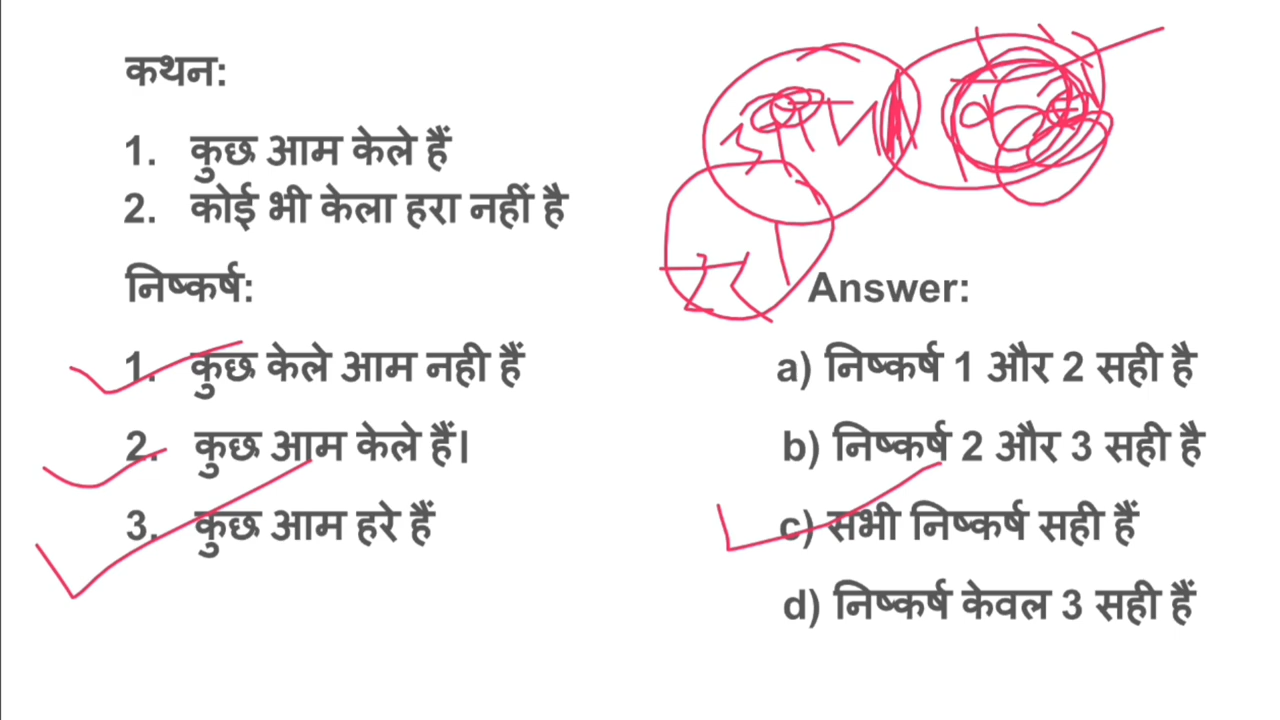 कथन:
1. कुछ आम केले हैं
2. कोई भी केला हरा नहीं है
निष्कर्ष:
1. कुछ केले आम नही हैं
2. कुछ आम केले हैं।
3. कुछ आम हरे हैं
Answer:
a) निष्कर्ष 1 और 2 सही है
b) निष्कर्ष 2 और 3 सही है
c) सभी निष्कर्ष सही हैं
d) निष्कर्ष केवल 3 सही हैं